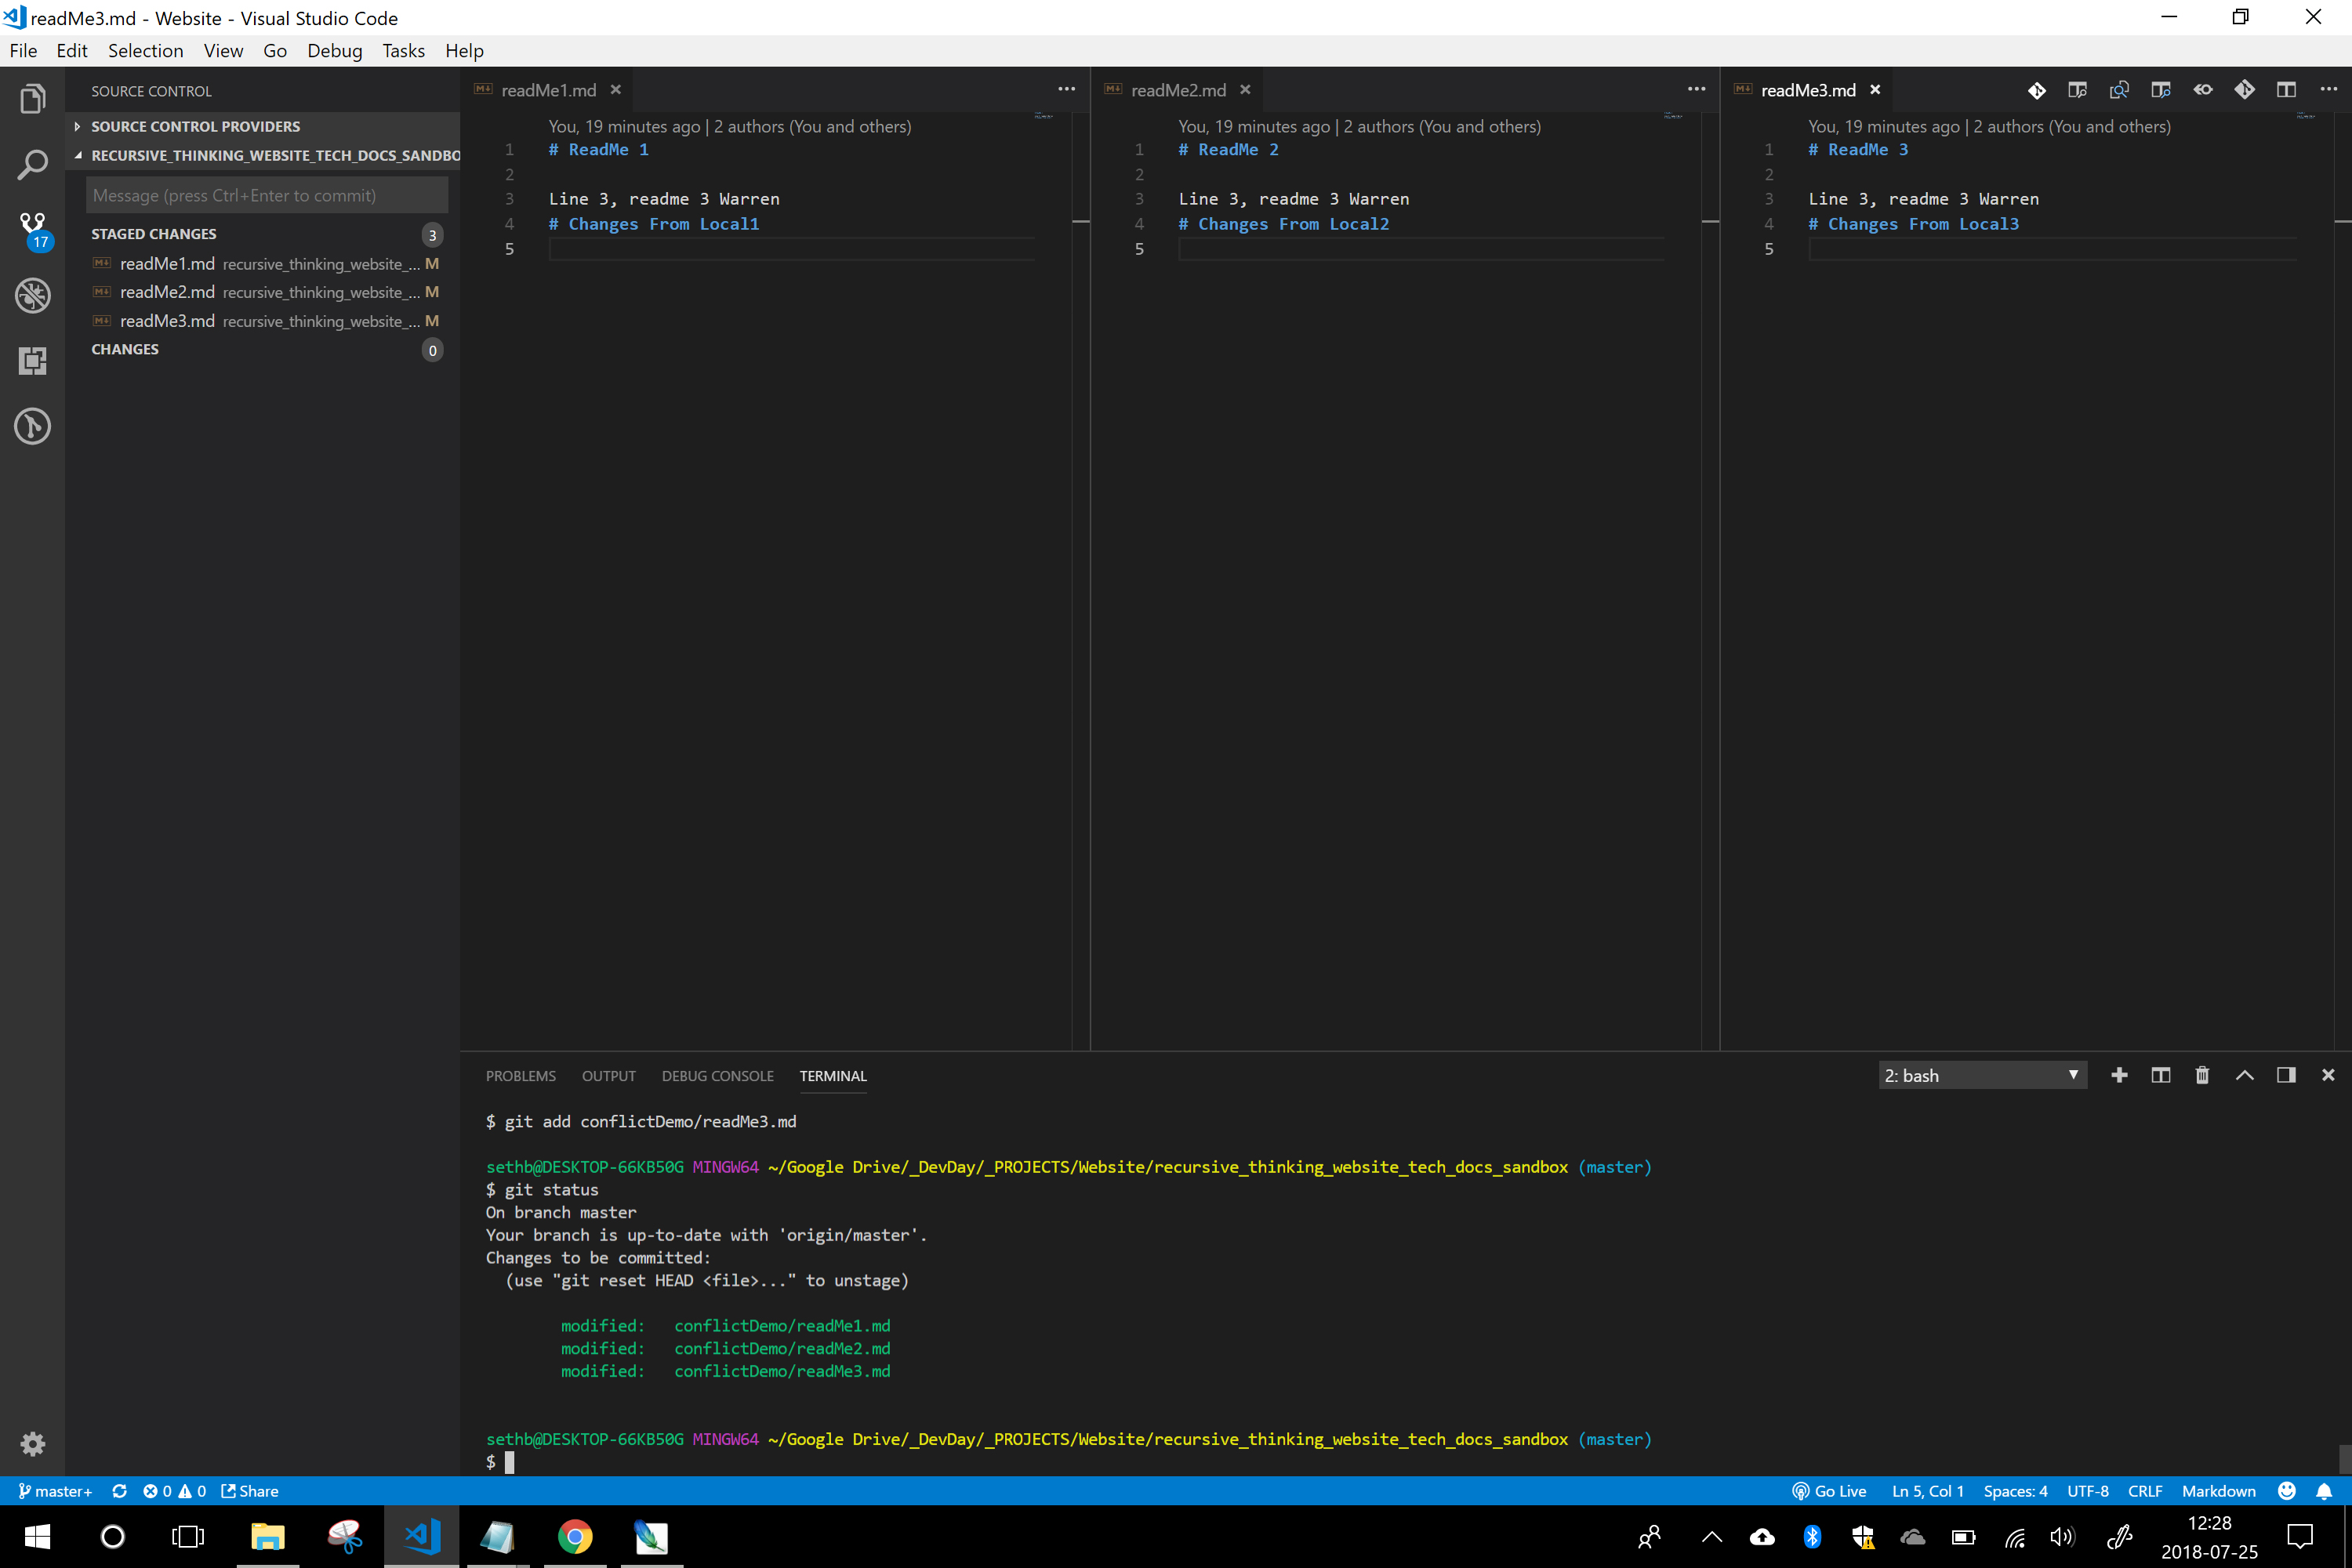 readMe3.md - Website - Visual Studio Code
File Edit Selection View Go Debug Tasks Help
SOURCE CONTROL
SOURCE CONTROL PROVIDERS
RECURSIVE_THINKING_WEBSITE_TECH_DOCS_SANDBO
Message (press Ctrl+Enter to commit)
STAGED CHANGES 3
readMe1.md recursive_thinking_website_... M
readMe2.md recursive_thinking_website_... M
readMe3.md recursive_thinking_website_... M
CHANGES 0
17
readMe1.md
You, 19 minutes ago | 2 authors (You and others)
1 # ReadMe 1
2
3 Line 3, readme 3 Warren
4 # Changes From Local1
5
readMe2.md
You, 19 minutes ago | 2 authors (You and others)
1 # ReadMe 2
2
3 Line 3, readme 3 Warren
4 # Changes From Local2
5
readMe3.md
You, 19 minutes ago | 2 authors (You and others)
1 # ReadMe 3
2
3 Line 3, readme 3 Warren
4 # Changes From Local3
5
PROBLEMS OUTPUT DEBUG CONSOLE TERMINAL 2: bash
$ git add conflictDemo/readMe3.md
sethb@DESKTOP-66KB50G MINGW64 ~/Google Drive/_DevDay/_PROJECTS/Website/recursive_thinking_website_tech_docs_sandbox (master)
$ git status
On branch master
Your branch is up-to-date with 'origin/master'.
Changes to be committed:
(use "git reset HEAD <file>..." to unstage)
modified: conflictDemo/readMe1.md
modified: conflictDemo/readMe2.md
modified: conflictDemo/readMe3.md
sethb@DESKTOP-66KB50G MINGW64 ~/Google Drive/_DevDay/_PROJECTS/Website/recursive_thinking_website_tech_docs_sandbox (master)
$
master+ 0 0 Share Go Live Ln 5, Col 1 Spaces: 4 UTF-8 CRLF Markdown
12:28
2018-07-25